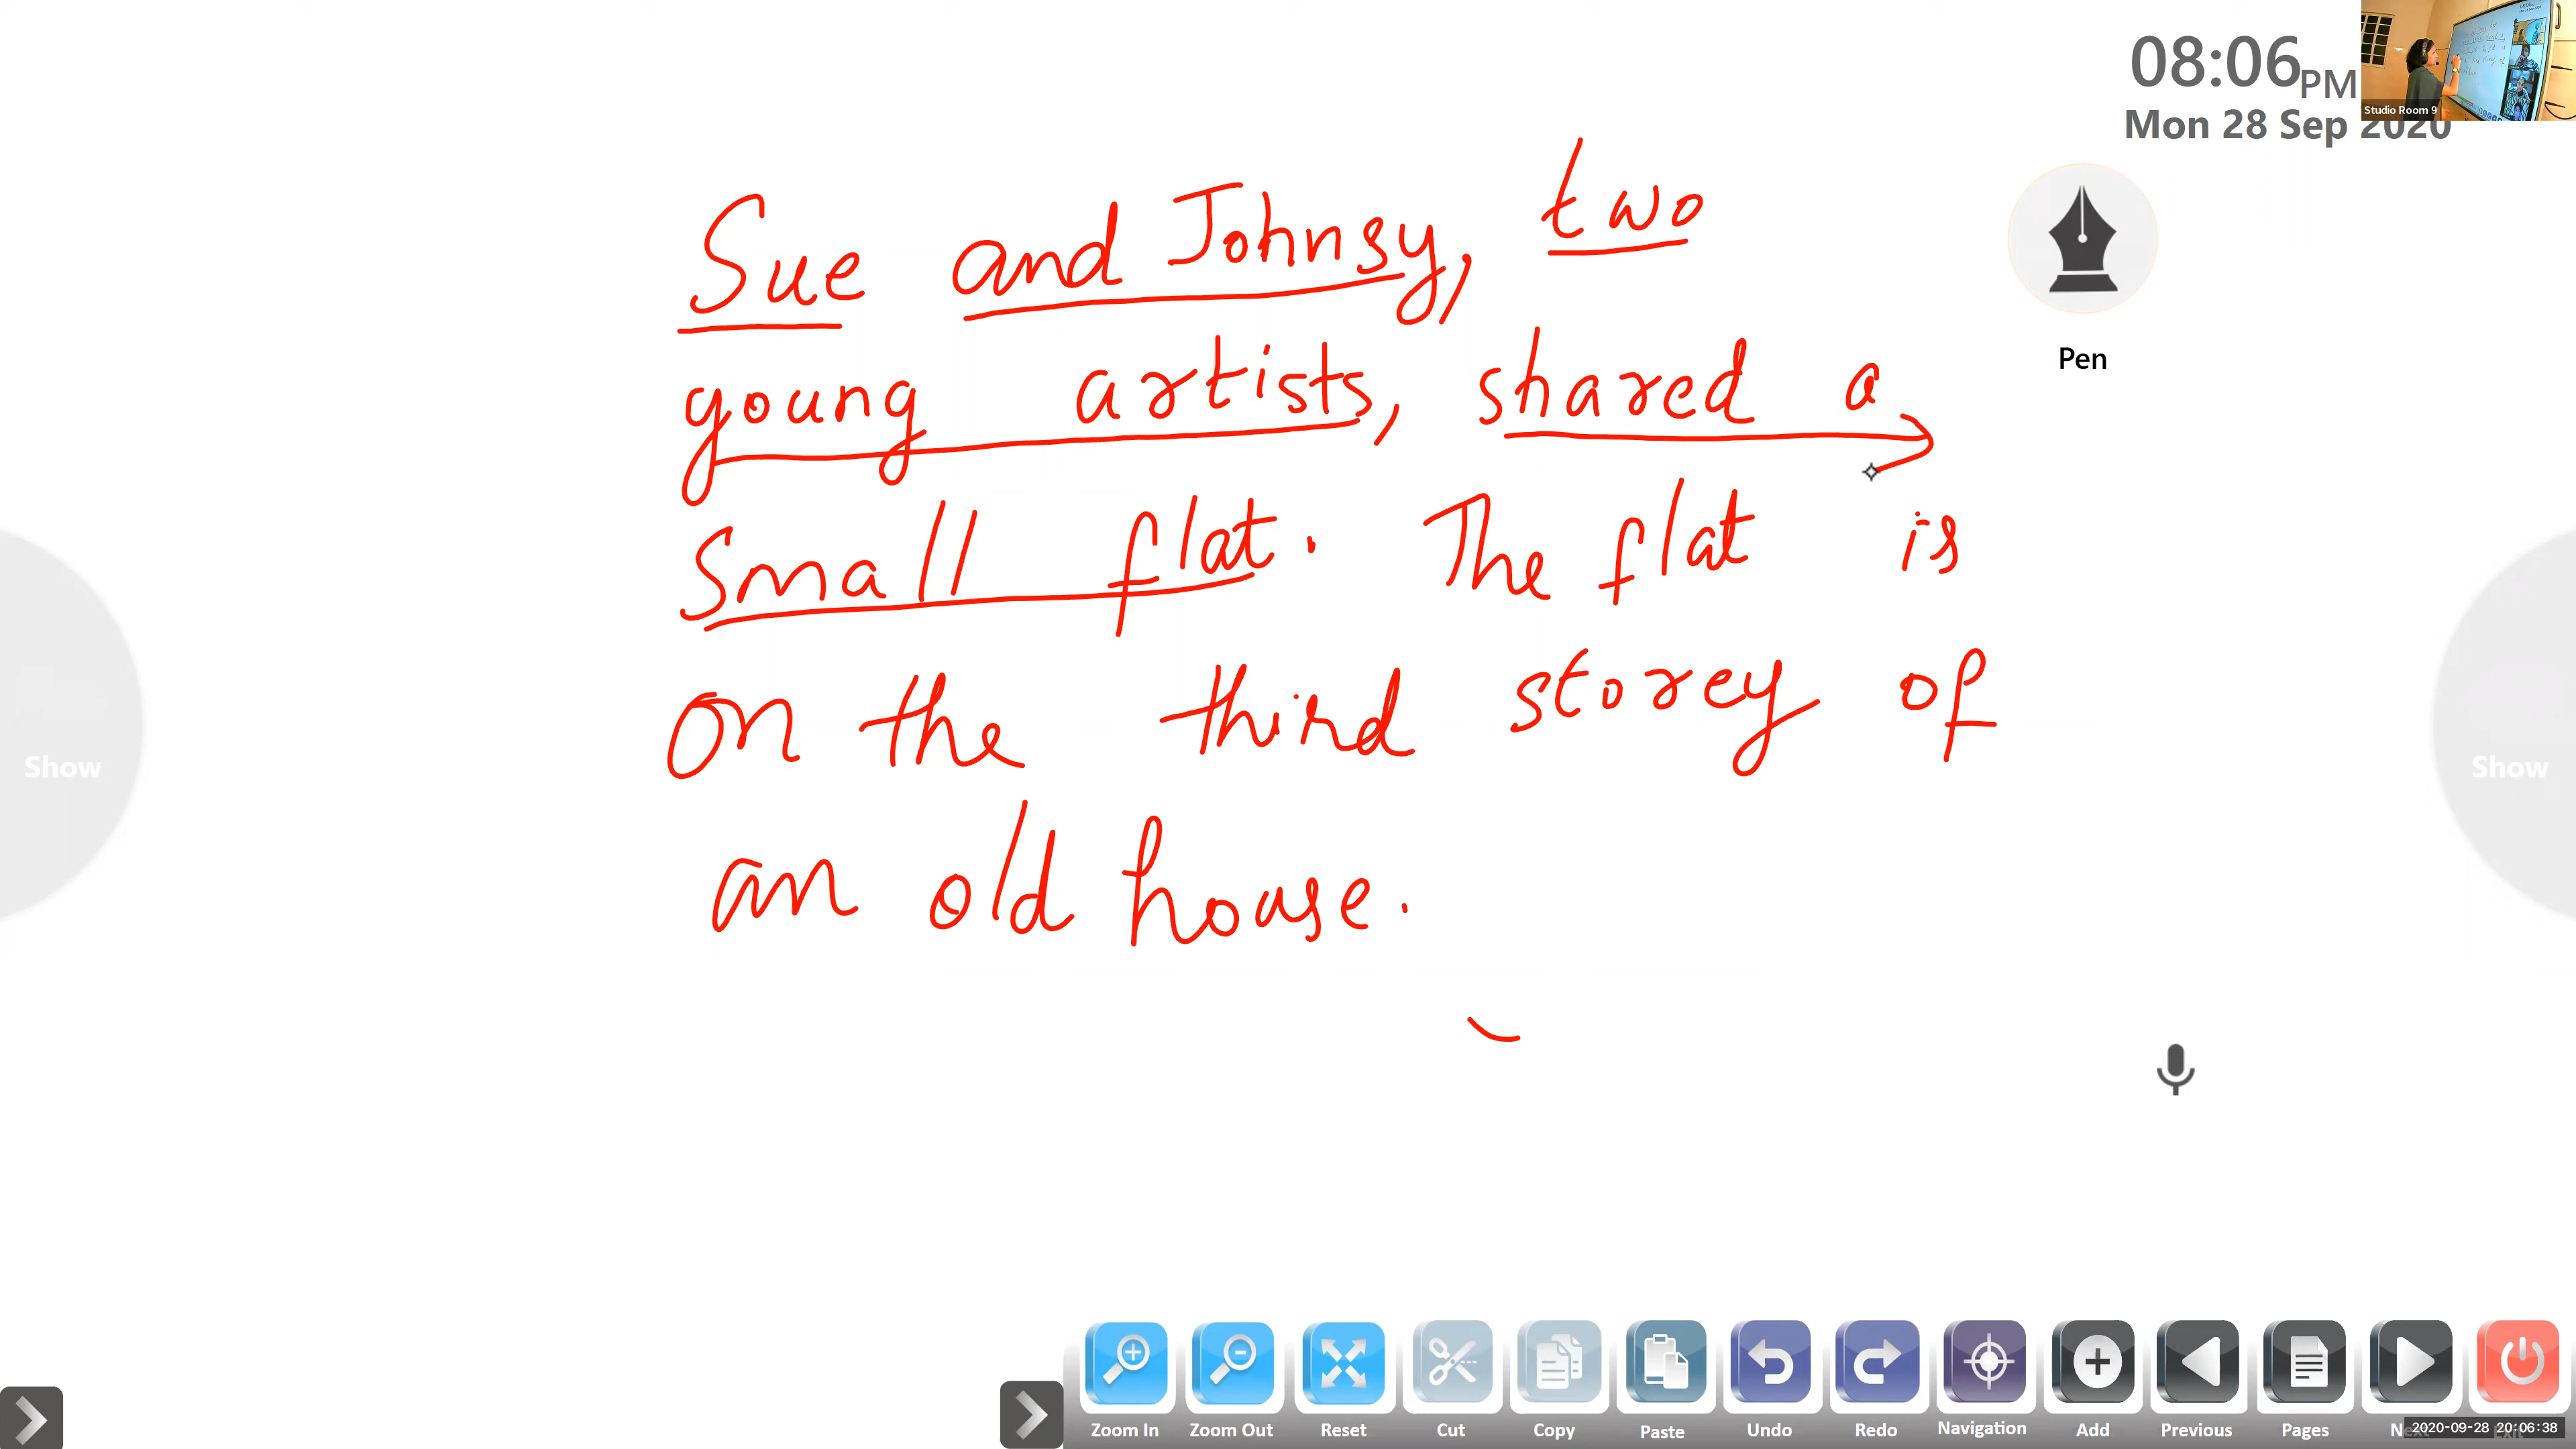 08:06 PM
Mon 28 Sep 2020
Studio Room 9
Pen
Sue and Johnsy, two
young artists, shared a
Small flat. The flat is
on the third storey of
an old house.
Show
Show
Zoom In Zoom Out Reset Cut Copy Paste Undo Redo Navigation Add Previous Pages
2020-09-28 20:06:38